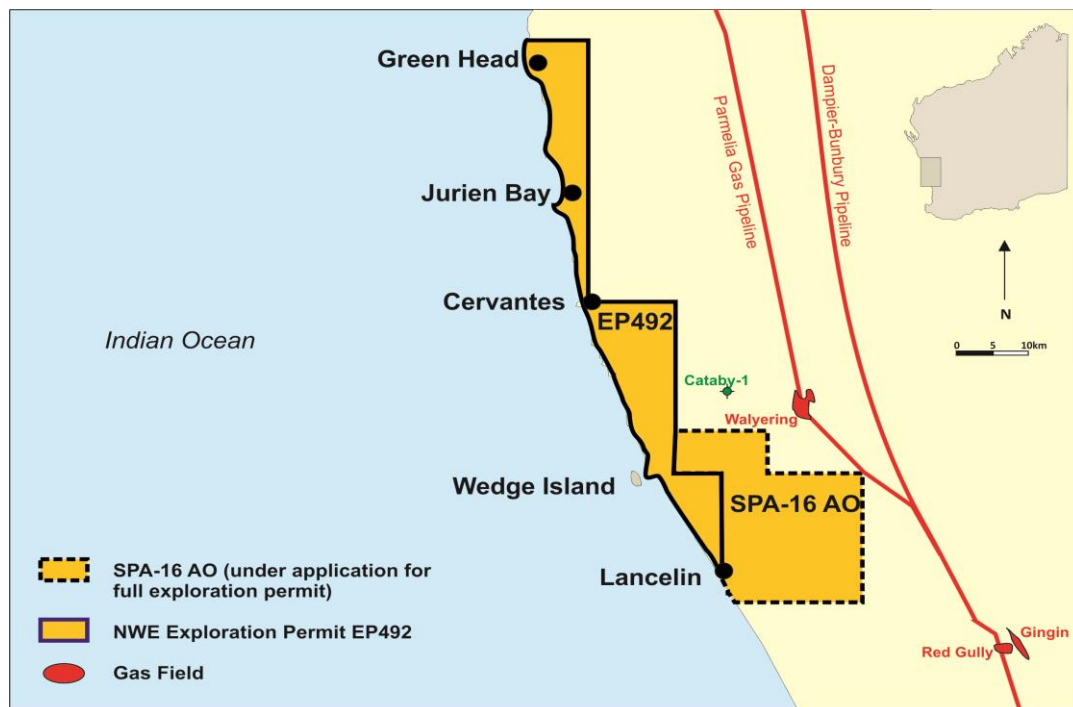 Green Head
Jurien Bay
Cervantes
EP492
Indian Ocean
Parmelia Gas Pipeline
Dampier-Bunbury Pipeline
N
0 5 10km
Cataby-1
Walyering
Wedge Island
SPA-16 AO
Lancelin
SPA-16 AO (under application for
full exploration permit)
NWE Exploration Permit EP492
Gas Field
Gingin
Red Gully